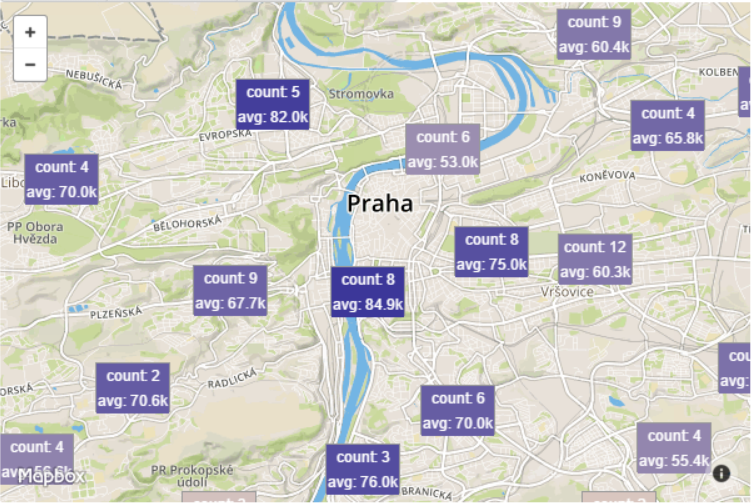 +
−
NEBUŠICKÁ
count 9
avg: 60.4k
KOLBEN
count 5
avg: 82.0k
Stromovka
count 4
avg: 65.8k
EVROPSKÁ
count 6
avg: 53.0k
count 4
avg: 70.0k
KONĚVOVA
Praha
PP Obora
Hvězda
BĚLOHORSKÁ
count 8
avg: 75.0k
count 12
avg: 60.3k
count 9
avg: 67.7k
count 8
avg: 84.9k
Vršovice
PLZEŇSKÁ
count 2
avg: 70.6k
RADLICKÁ
count 6
avg: 70.0k
count 4
Mapbox
PR Prokopské
údolí
count 3
avg: 76.0k
BRANICKÁ
count 4
avg: 55.4k
i